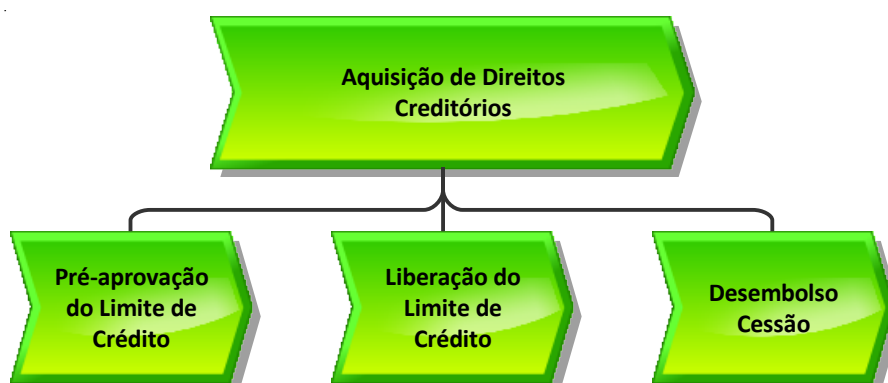 Aquisição de Direitos
Creditórios
Pré-aprovação
do Limite de
Crédito
Liberação do
Limite de
Crédito
Desembolso
Cessão